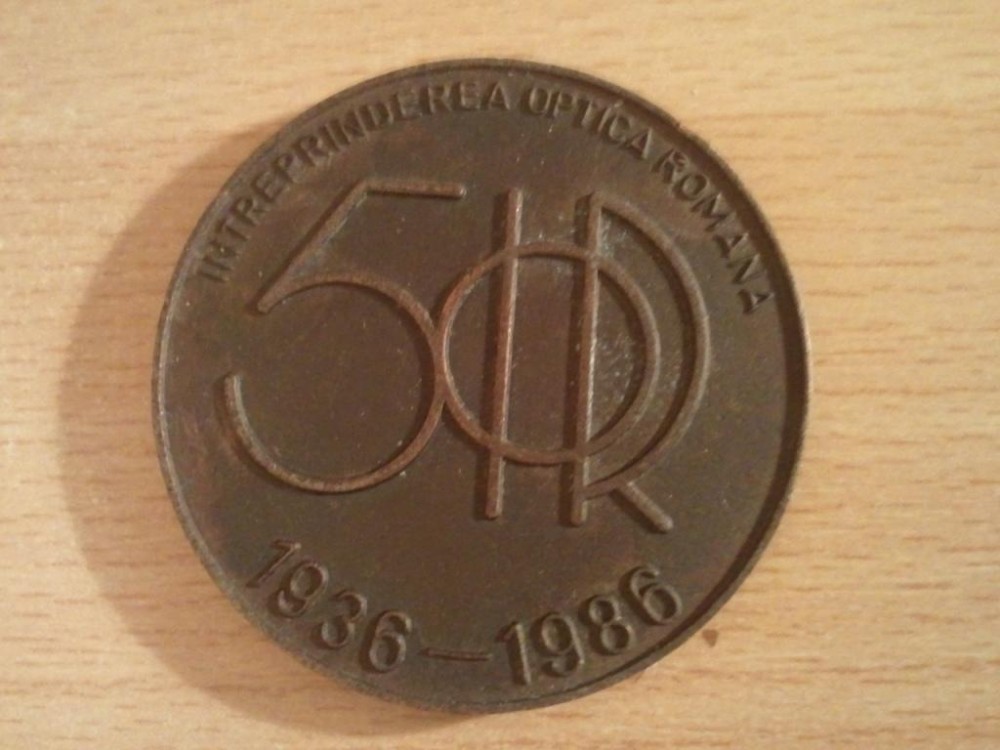 INTREPRINDEREA OPTICA ROMANA
50 IOR
1936-1986